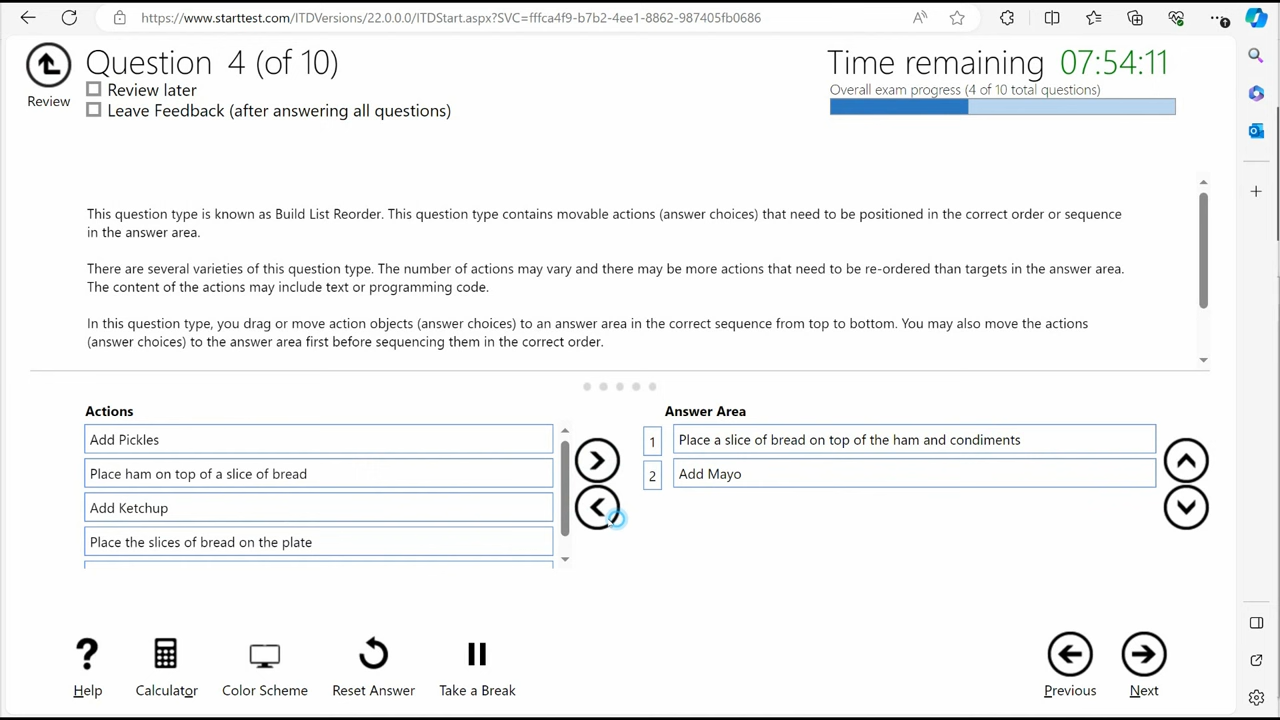 https://www.starttest.com/ITDVersions/22.0.0.0/ITDStart.aspx?SVC=fffca4f9-b7b2-4ee1-8862-987405fb0686
Review
Question 4 (of 10)
Review later
Leave Feedback (after answering all questions)
Time remaining 07:54:11
Overall exam progress (4 of 10 total questions)
This question type is known as Build List Reorder. This question type contains movable actions (answer choices) that need to be positioned in the correct order or sequence
in the answer area.
There are several varieties of this question type. The number of actions may vary and there may be more actions that need to be re-ordered than targets in the answer area.
The content of the actions may include text or programming code.
In this question type, you drag or move action objects (answer choices) to an answer area in the correct sequence from top to bottom. You may also move the actions
(answer choices) to the answer area first before sequencing them in the correct order.
Actions
Add Pickles
Place ham on top of a slice of bread
Add Ketchup
Place the slices of bread on the plate
Answer Area
1 Place a slice of bread on top of the ham and condiments
2 Add Mayo
Help
Calculator
Color Scheme
Reset Answer
Take a Break
Previous
Next